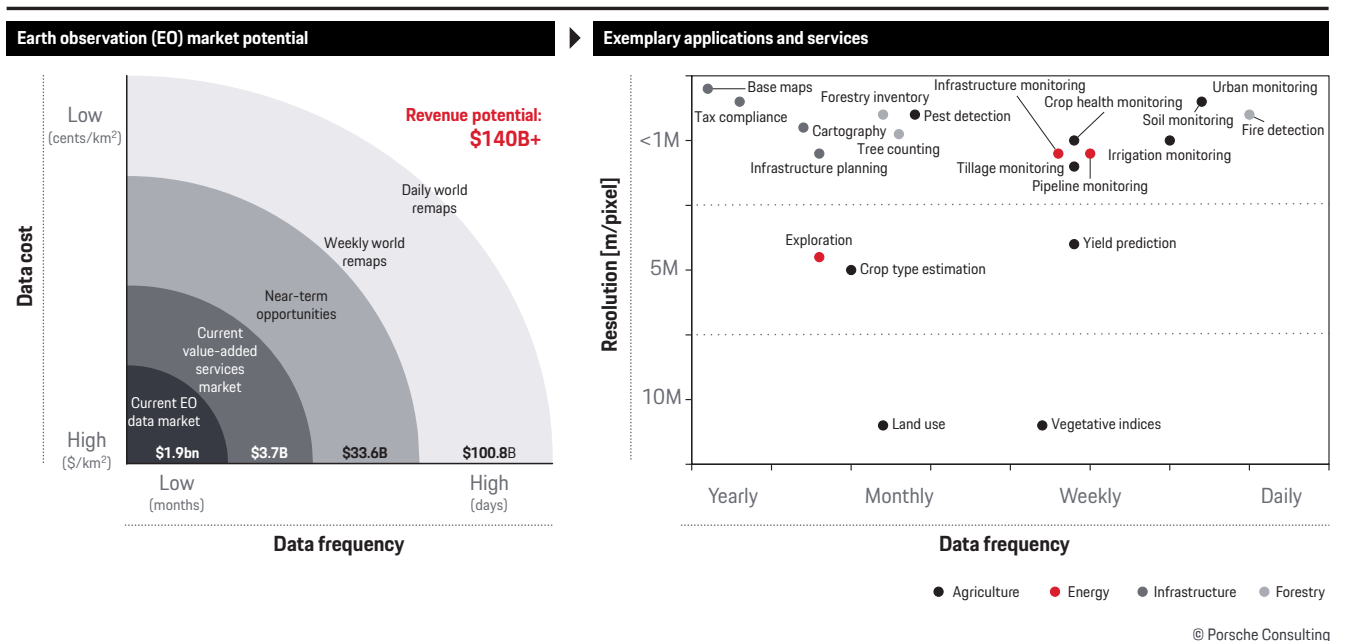 Earth observation (EO) market potential
Exemplary applications and services
Data cost
Low
(cents/km²)
High
($/km²)
Revenue potential:
$140B+
Daily world
remaps
Weekly world
remaps
Near-term
opportunities
Current
value-added
services
market
Current EO
data market
$1.9bn
$3.7B
$33.6B
$100.8B
Low
(months)
High
(days)
Data frequency
Resolution [m/pixel]
<1M
5M
10M
Base maps
Tax compliance
Cartography
Infrastructure planning
Forestry inventory
Pest detection
Tree counting
Infrastructure monitoring
Crop health monitoring
Tillage monitoring
Pipeline monitoring
Urban monitoring
Soil monitoring
Fire detection
Irrigation monitoring
Exploration
Crop type estimation
Yield prediction
Land use
Vegetative indices
Yearly
Monthly
Weekly
Daily
Data frequency
Agriculture
Energy
Infrastructure
Forestry
© Porsche Consulting